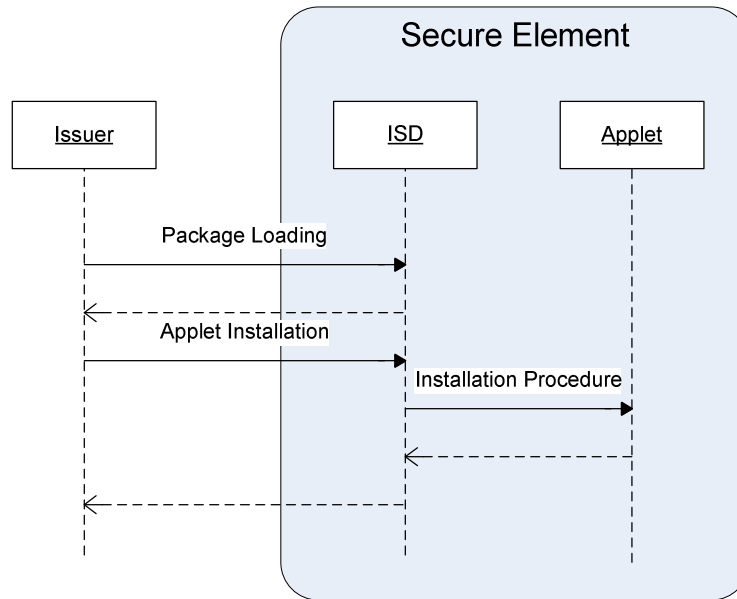 Secure Element
Issuer
ISD
Applet
Package Loading
Applet Installation
Installation Procedure